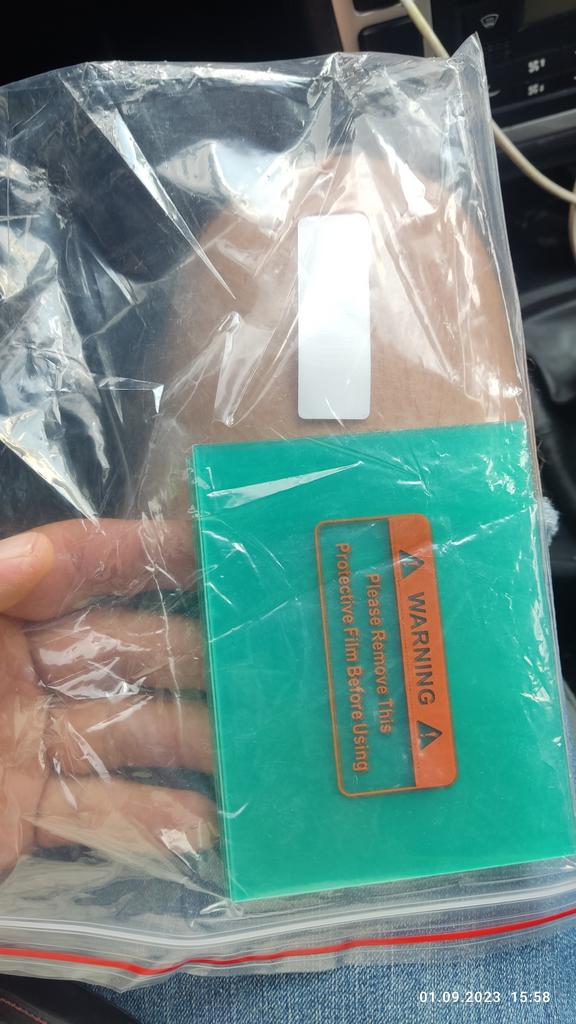 WARNING
Please Remove This
Protective Film Before Using
01.09.2023 15:58